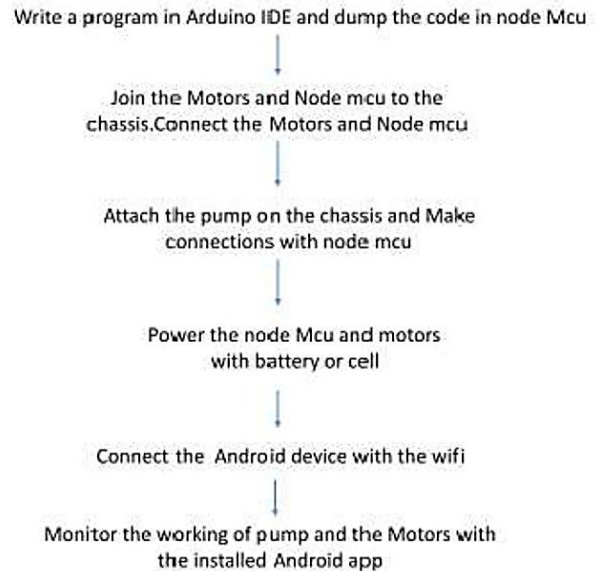 Write a program in Arduino IDE and dump the code in node Mcu
Join the Motors and Node mcu to the
chassis.Connect the Motors and Node mcu
Attach the pump on the chassis and Make
connections with node mcu
Power the node Mcu and motors
with battery or cell
Connect the Android device with the wifi
Monitor the working of pump and the Motors with
the installed Android app